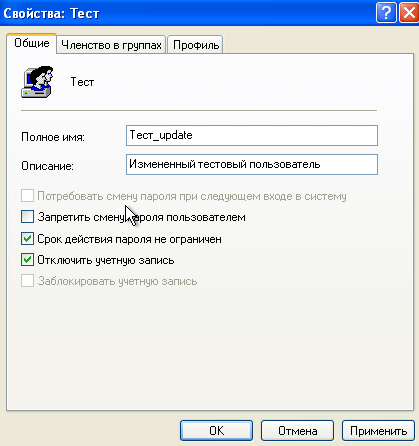 Свойства: Тест
Общие Членство в группах Профиль
Тест
Полное имя: Тест_update
Описание: Измененный тестовый пользователь
Потребовать смену пароля при следующем входе в систему
Запретить смену пароля пользователем
Срок действия пароля не ограничен
Отключить учетную запись
Заблокировать учетную запись
OK Отмена Применить